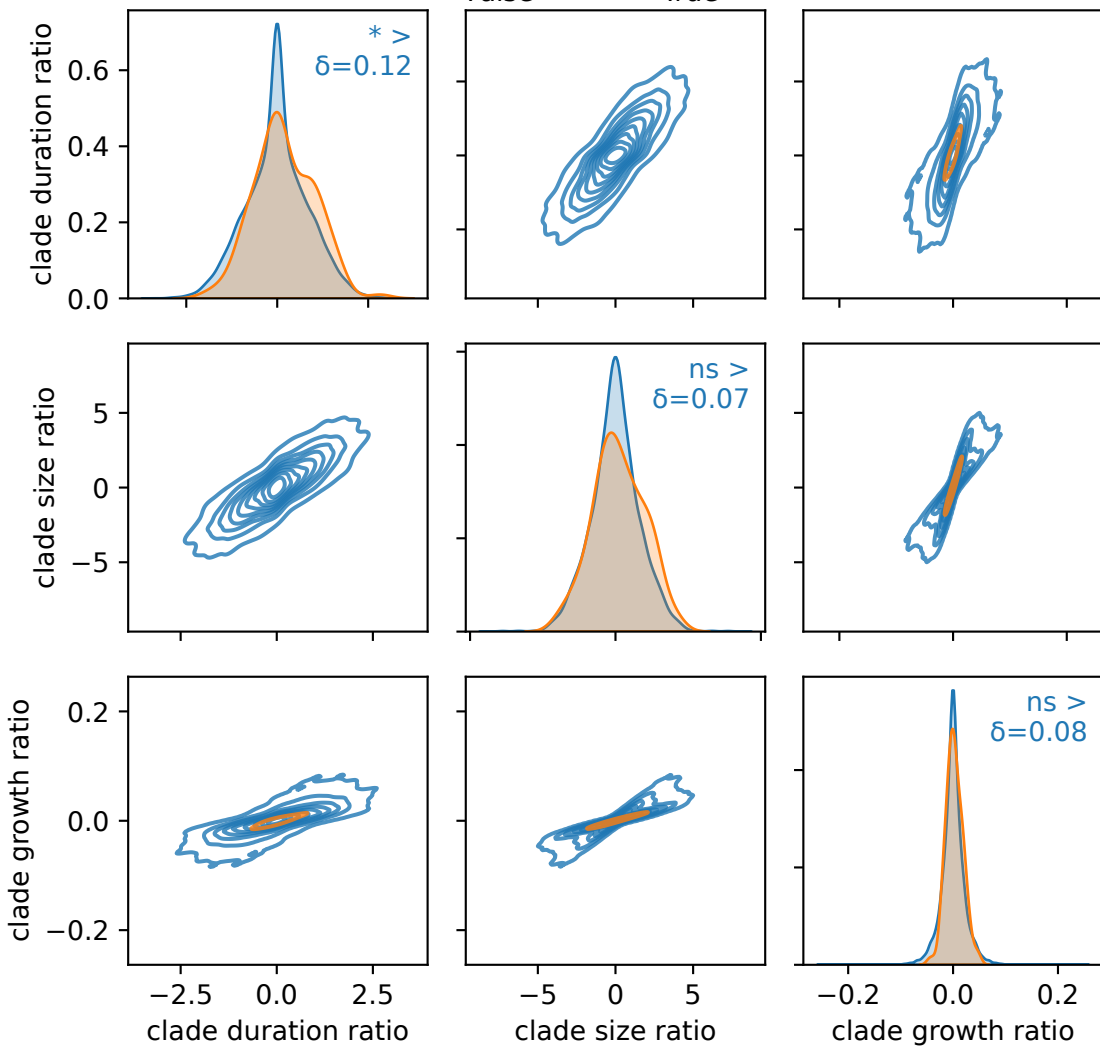 clade duration ratio
0.6
0.4
0.2
0.0
* >
δ=0.12
clade size ratio
5
0
−5
ns >
δ=0.07
clade growth ratio
0.2
0.0
−0.2
ns >
δ=0.08
−2.5 0.0 2.5
−5 0 5
−0.2 0.0 0.2
clade duration ratio
clade size ratio
clade growth ratio